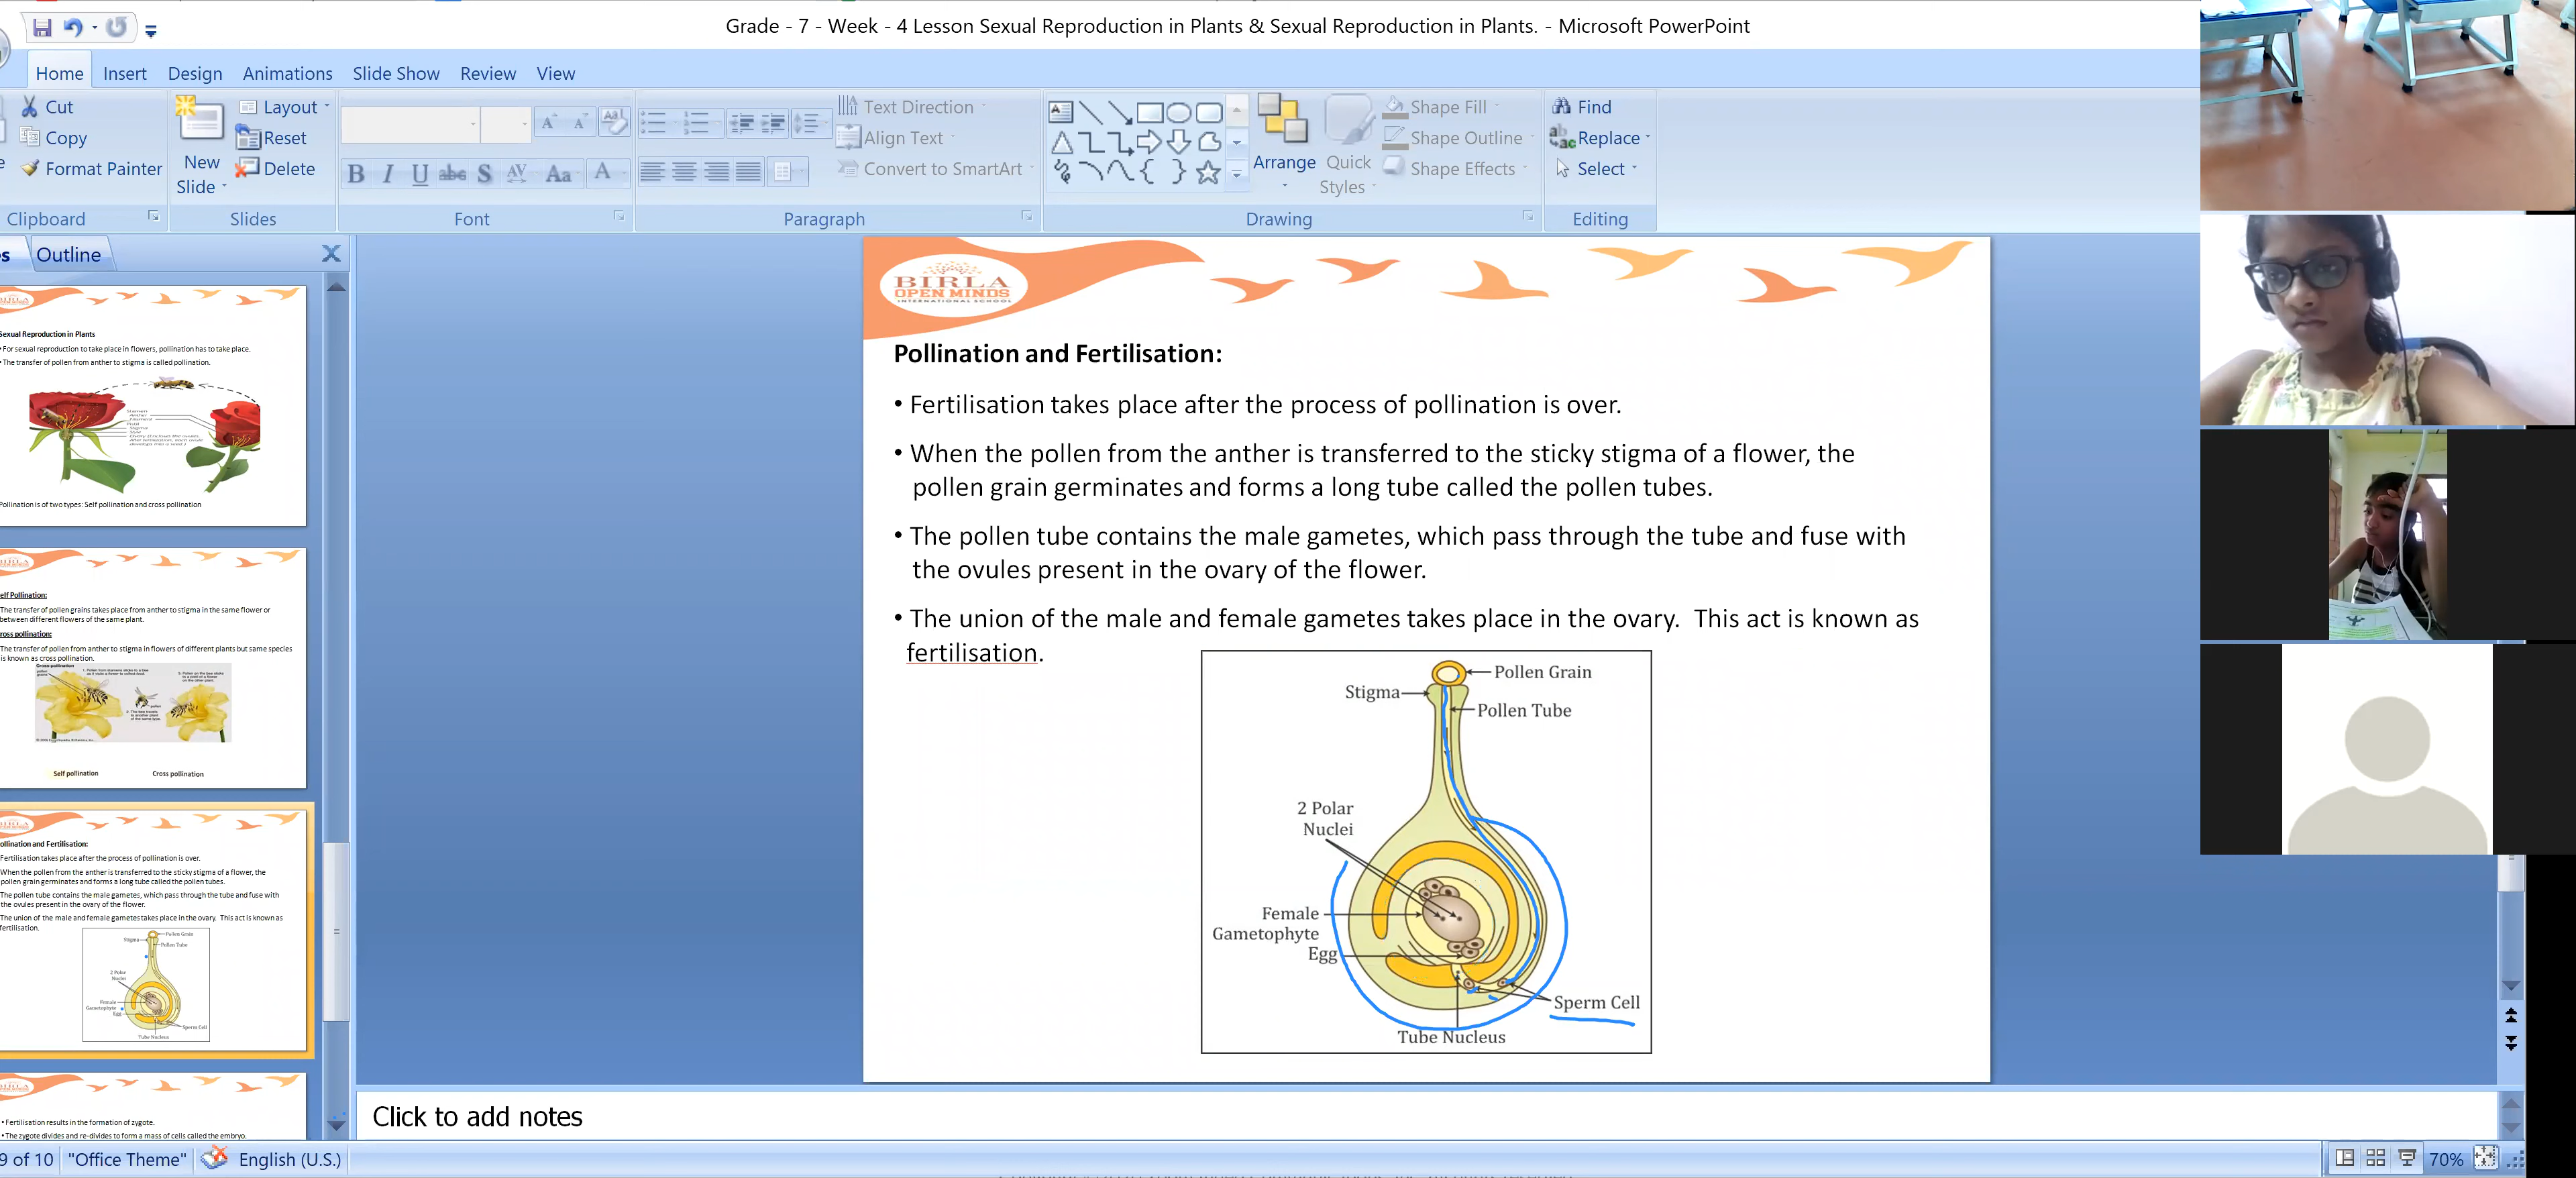 Grade - 7 - Week - 4 Lesson Sexual Reproduction in Plants & Sexual Reproduction in Plants. - Microsoft PowerPoint
Home Insert Design Animations Slide Show Review View
Cut
Copy
Format Painter
Clipboard
New Slide
Layout
Reset
Delete
Slides
Font
Text Direction
Align Text
Convert to SmartArt
Paragraph
Arrange
Quick Styles
Shape Fill
Shape Outline
Shape Effects
Drawing
Find
Replace
Select
Editing
Outline
Sexual Reproduction in Plants
• For sexual reproduction to take place in flowers, pollination has to take place.
• The transfer of pollen from anther to stigma is called pollination.
Pollination is of two types: Self pollination and cross pollination
elf Pollination:
The transfer of pollen grains takes place from anther to stigma in the same flower or
between different flowers of the same plant.
ross pollination:
The transfer of pollen from anther to stigma in flowers of different plants but same species
is known as cross pollination.
Self pollination Cross pollination
ollination and Fertilisation:
Fertilisation takes place after the process of pollination is over.
When the pollen from the anther is transferred to the sticky stigma of a flower, the
pollen grain germinates and forms a long tube called the pollen tubes.
The pollen tube contains the male gametes, which pass through the tube and fuse with
the ovules present in the ovary of the flower.
The union of the male and female gametes takes place in the ovary. This act is known as
fertilisation.
Pollen Grain
Stigma
Pollen Tube
2 Polar
Nuclei
Female
Gametophyte
Egg
Sperm Cell
Tube Nucleus
• Fertilisation results in the formation of zygote.
• The zygote divides and re-divides to form a mass of cells called the embryo.
BIRLA
OPEN MINDS
INTERNATIONAL SCHOOL
Pollination and Fertilisation:
• Fertilisation takes place after the process of pollination is over.
• When the pollen from the anther is transferred to the sticky stigma of a flower, the
pollen grain germinates and forms a long tube called the pollen tubes.
• The pollen tube contains the male gametes, which pass through the tube and fuse with
the ovules present in the ovary of the flower.
• The union of the male and female gametes takes place in the ovary. This act is known as
fertilisation.
Pollen Grain
Stigma
Pollen Tube
2 Polar
Nuclei
Female
Gametophyte
Egg
Sperm Cell
Tube Nucleus
Click to add notes
9 of 10 "Office Theme" English (U.S.) 70%